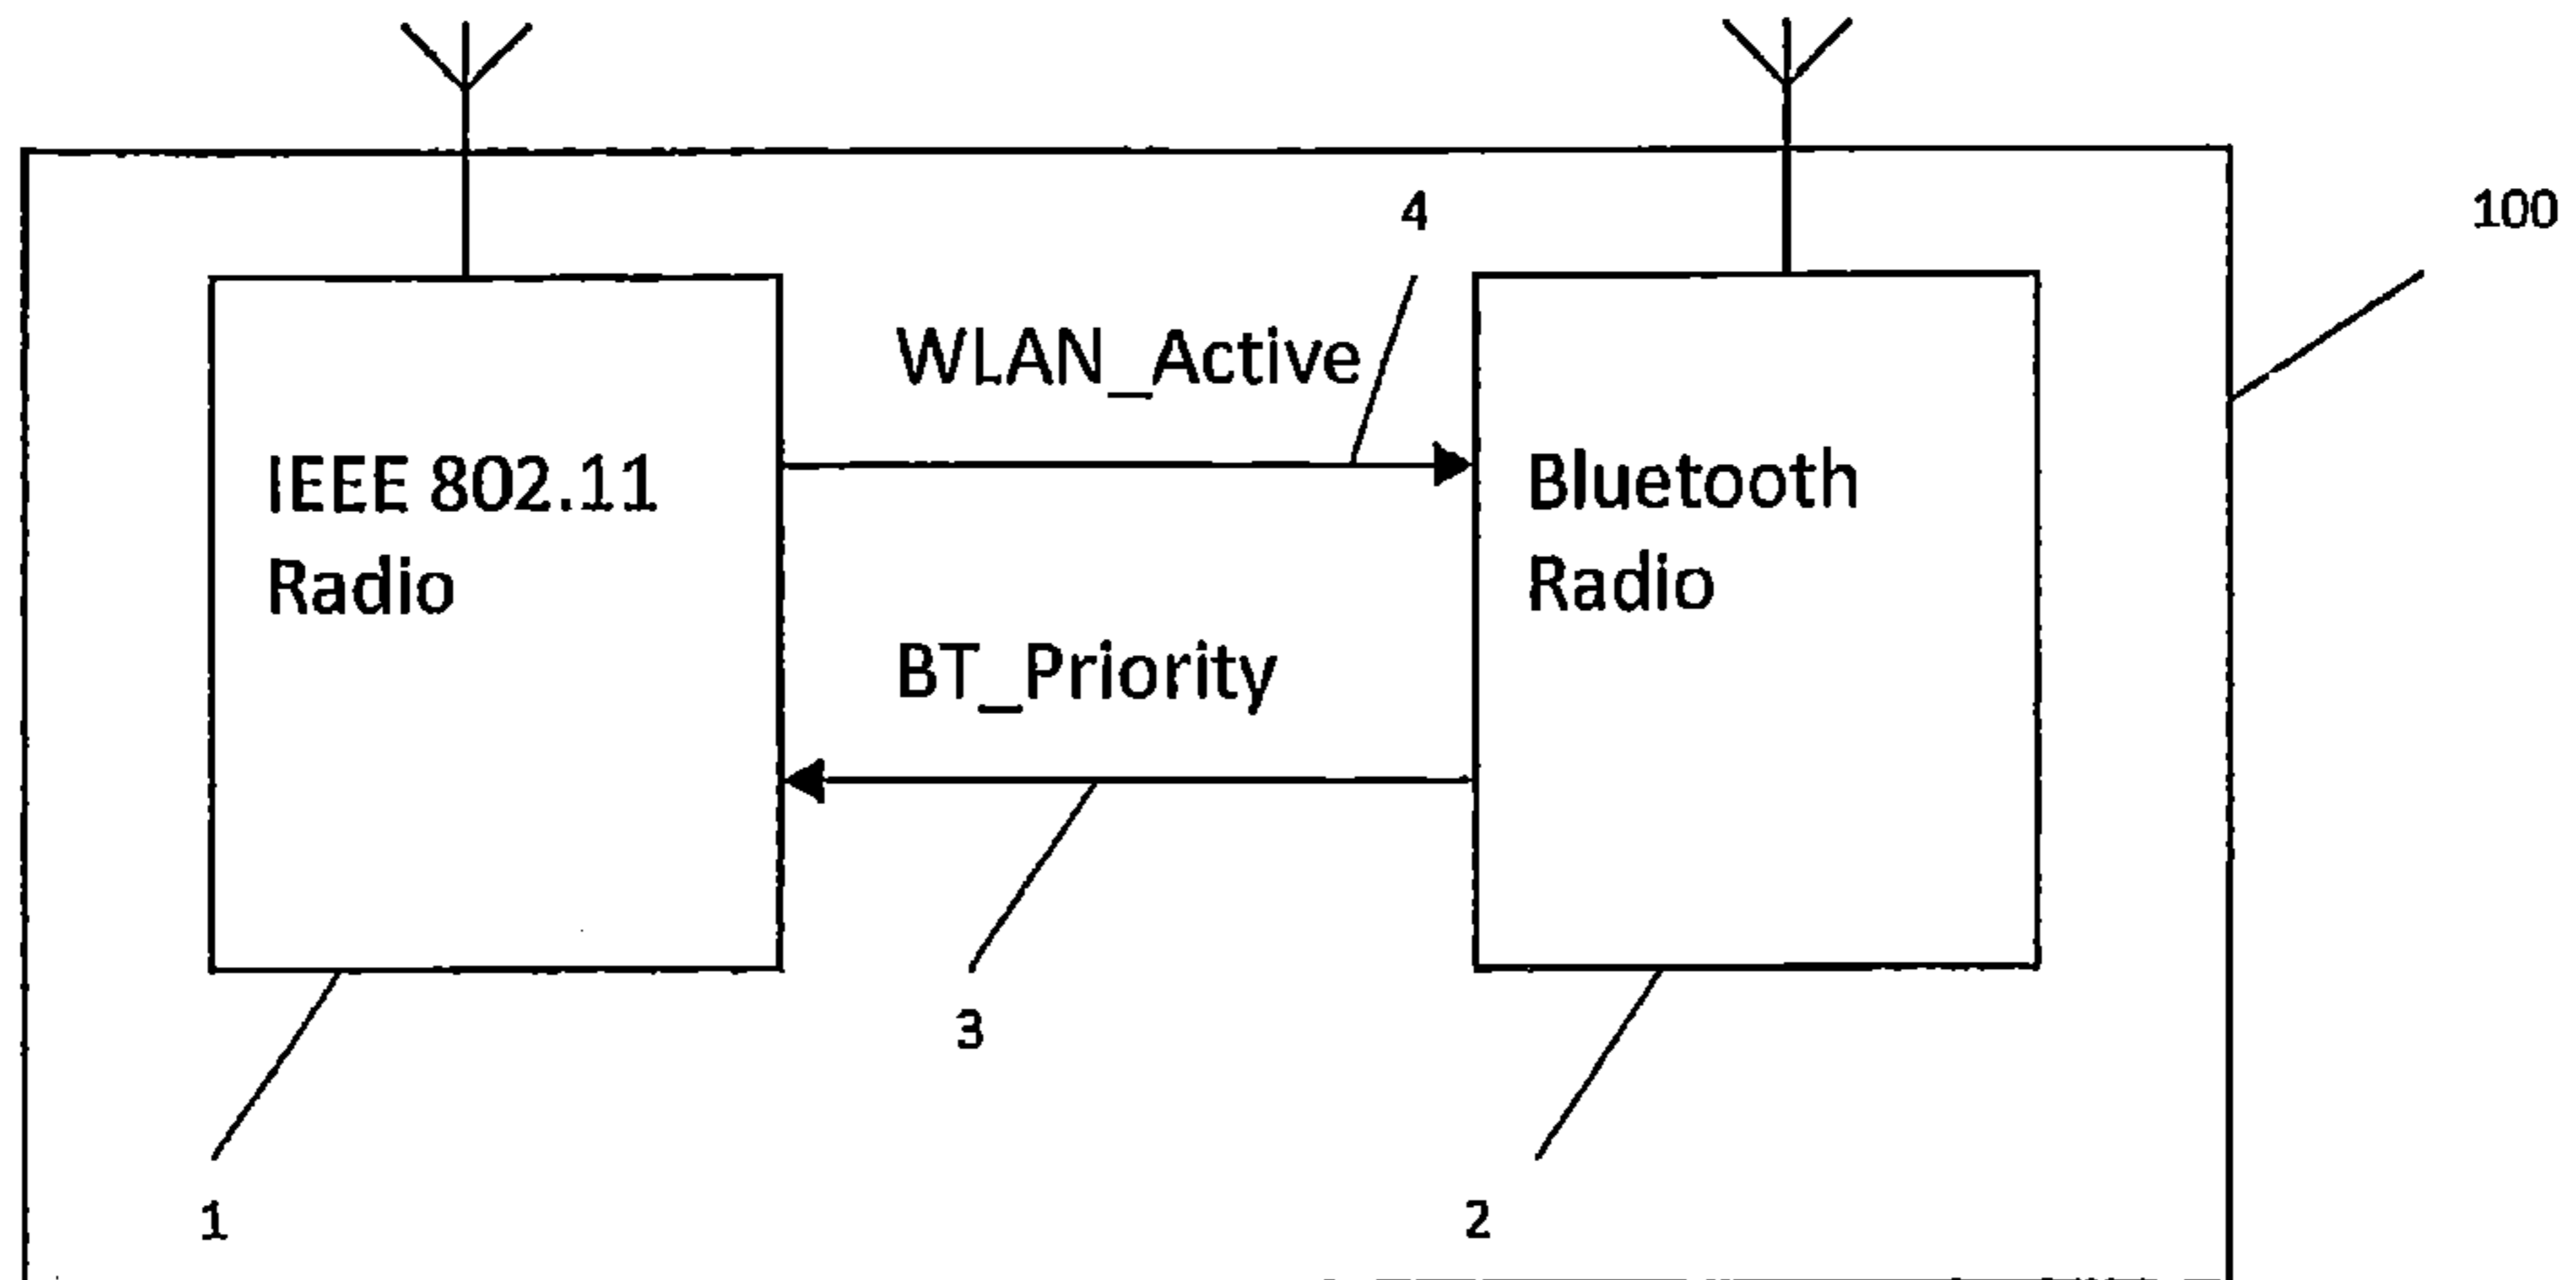 100
4
WLAN_Active
IEEE 802.11
Radio
Bluetooth
Radio
BT_Priority
3
1
2